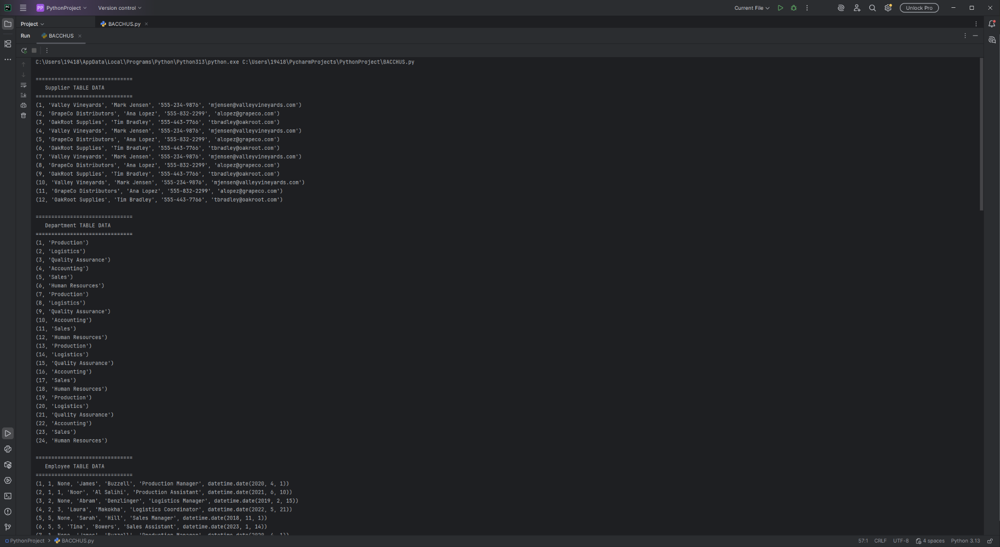 PC
PP PythonProject Version control Current File Unlock Pro
Project BACCHUS.py
Run BACCHUS
C:\Users\19418\AppData\Local\Programs\Python\Python313\python.exe C:\Users\19418\PycharmProjects\PythonProject\BACCHUS.py
===============================
Supplier TABLE DATA
===============================
(1, 'Valley Vineyards', 'Mark Jensen', '555-234-9876', 'mjensen@valleyvineyards.com')
(2, 'GrapeCo Distributors', 'Ana Lopez', '555-832-2299', 'alopez@grapeco.com')
(3, 'OakRoot Supplies', 'Tim Bradley', '555-443-7766', 'tbradley@oakroot.com')
(4, 'Valley Vineyards', 'Mark Jensen', '555-234-9876', 'mjensen@valleyvineyards.com')
(5, 'GrapeCo Distributors', 'Ana Lopez', '555-832-2299', 'alopez@grapeco.com')
(6, 'OakRoot Supplies', 'Tim Bradley', '555-443-7766', 'tbradley@oakroot.com')
(7, 'Valley Vineyards', 'Mark Jensen', '555-234-9876', 'mjensen@valleyvineyards.com')
(8, 'GrapeCo Distributors', 'Ana Lopez', '555-832-2299', 'alopez@grapeco.com')
(9, 'OakRoot Supplies', 'Tim Bradley', '555-443-7766', 'tbradley@oakroot.com')
(10, 'Valley Vineyards', 'Mark Jensen', '555-234-9876', 'mjensen@valleyvineyards.com')
(11, 'GrapeCo Distributors', 'Ana Lopez', '555-832-2299', 'alopez@grapeco.com')
(12, 'OakRoot Supplies', 'Tim Bradley', '555-443-7766', 'tbradley@oakroot.com')
===============================
Department TABLE DATA
===============================
(1, 'Production')
(2, 'Logistics')
(3, 'Quality Assurance')
(4, 'Accounting')
(5, 'Sales')
(6, 'Human Resources')
(7, 'Production')
(8, 'Logistics')
(9, 'Quality Assurance')
(10, 'Accounting')
(11, 'Sales')
(12, 'Human Resources')
(13, 'Production')
(14, 'Logistics')
(15, 'Quality Assurance')
(16, 'Accounting')
(17, 'Sales')
(18, 'Human Resources')
(19, 'Production')
(20, 'Logistics')
(21, 'Quality Assurance')
(22, 'Accounting')
(23, 'Sales')
(24, 'Human Resources')
===============================
Employee TABLE DATA
===============================
(1, 1, None, 'James', 'Buzzell', 'Production Manager', datetime.date(2020, 4, 1))
(2, 1, 1, 'Noor', 'Al Salihi', 'Production Assistant', datetime.date(2021, 6, 10))
(3, 2, None, 'Abram', 'Denzlinger', 'Logistics Manager', datetime.date(2019, 2, 15))
(4, 2, 3, 'Laura', 'Makokha', 'Logistics Coordinator', datetime.date(2022, 5, 21))
(5, 5, None, 'Sarah', 'Hill', 'Sales Manager', datetime.date(2018, 11, 1))
(6, 5, 5, 'Tina', 'Bowers', 'Sales Assistant', datetime.date(2023, 1, 14))
(7, 1, None, 'James', 'Buzzell', 'Production Manager', datetime.date(2020, 4, 1))
PythonProject > BACCHUS.py 57:1 CRLF UTF-8 4 spaces Python 3.13